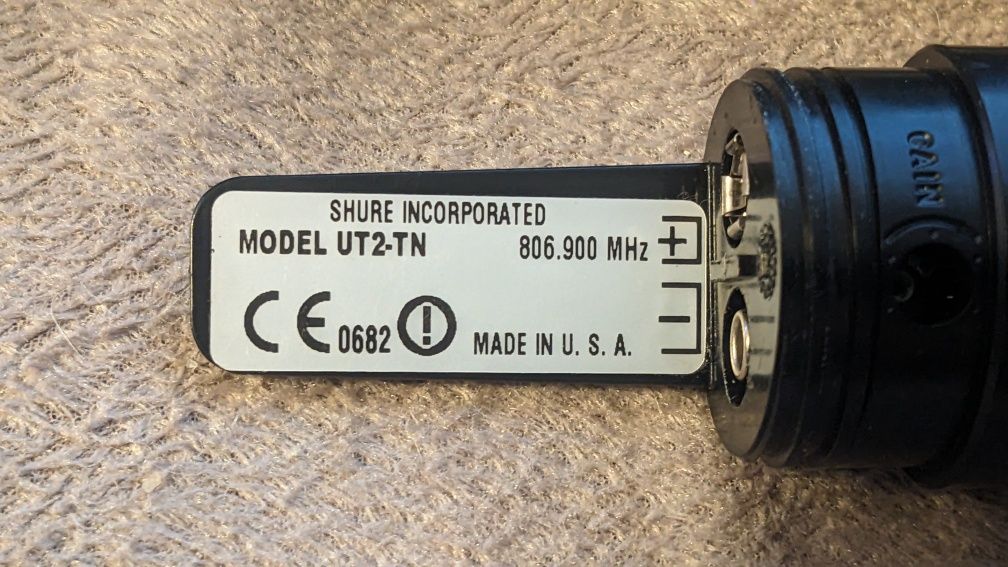 SHURE INCORPORATED
MODEL UT2-TN 806.900 MHz +
CE 0682 ! MADE IN U. S. A. -
GAIN